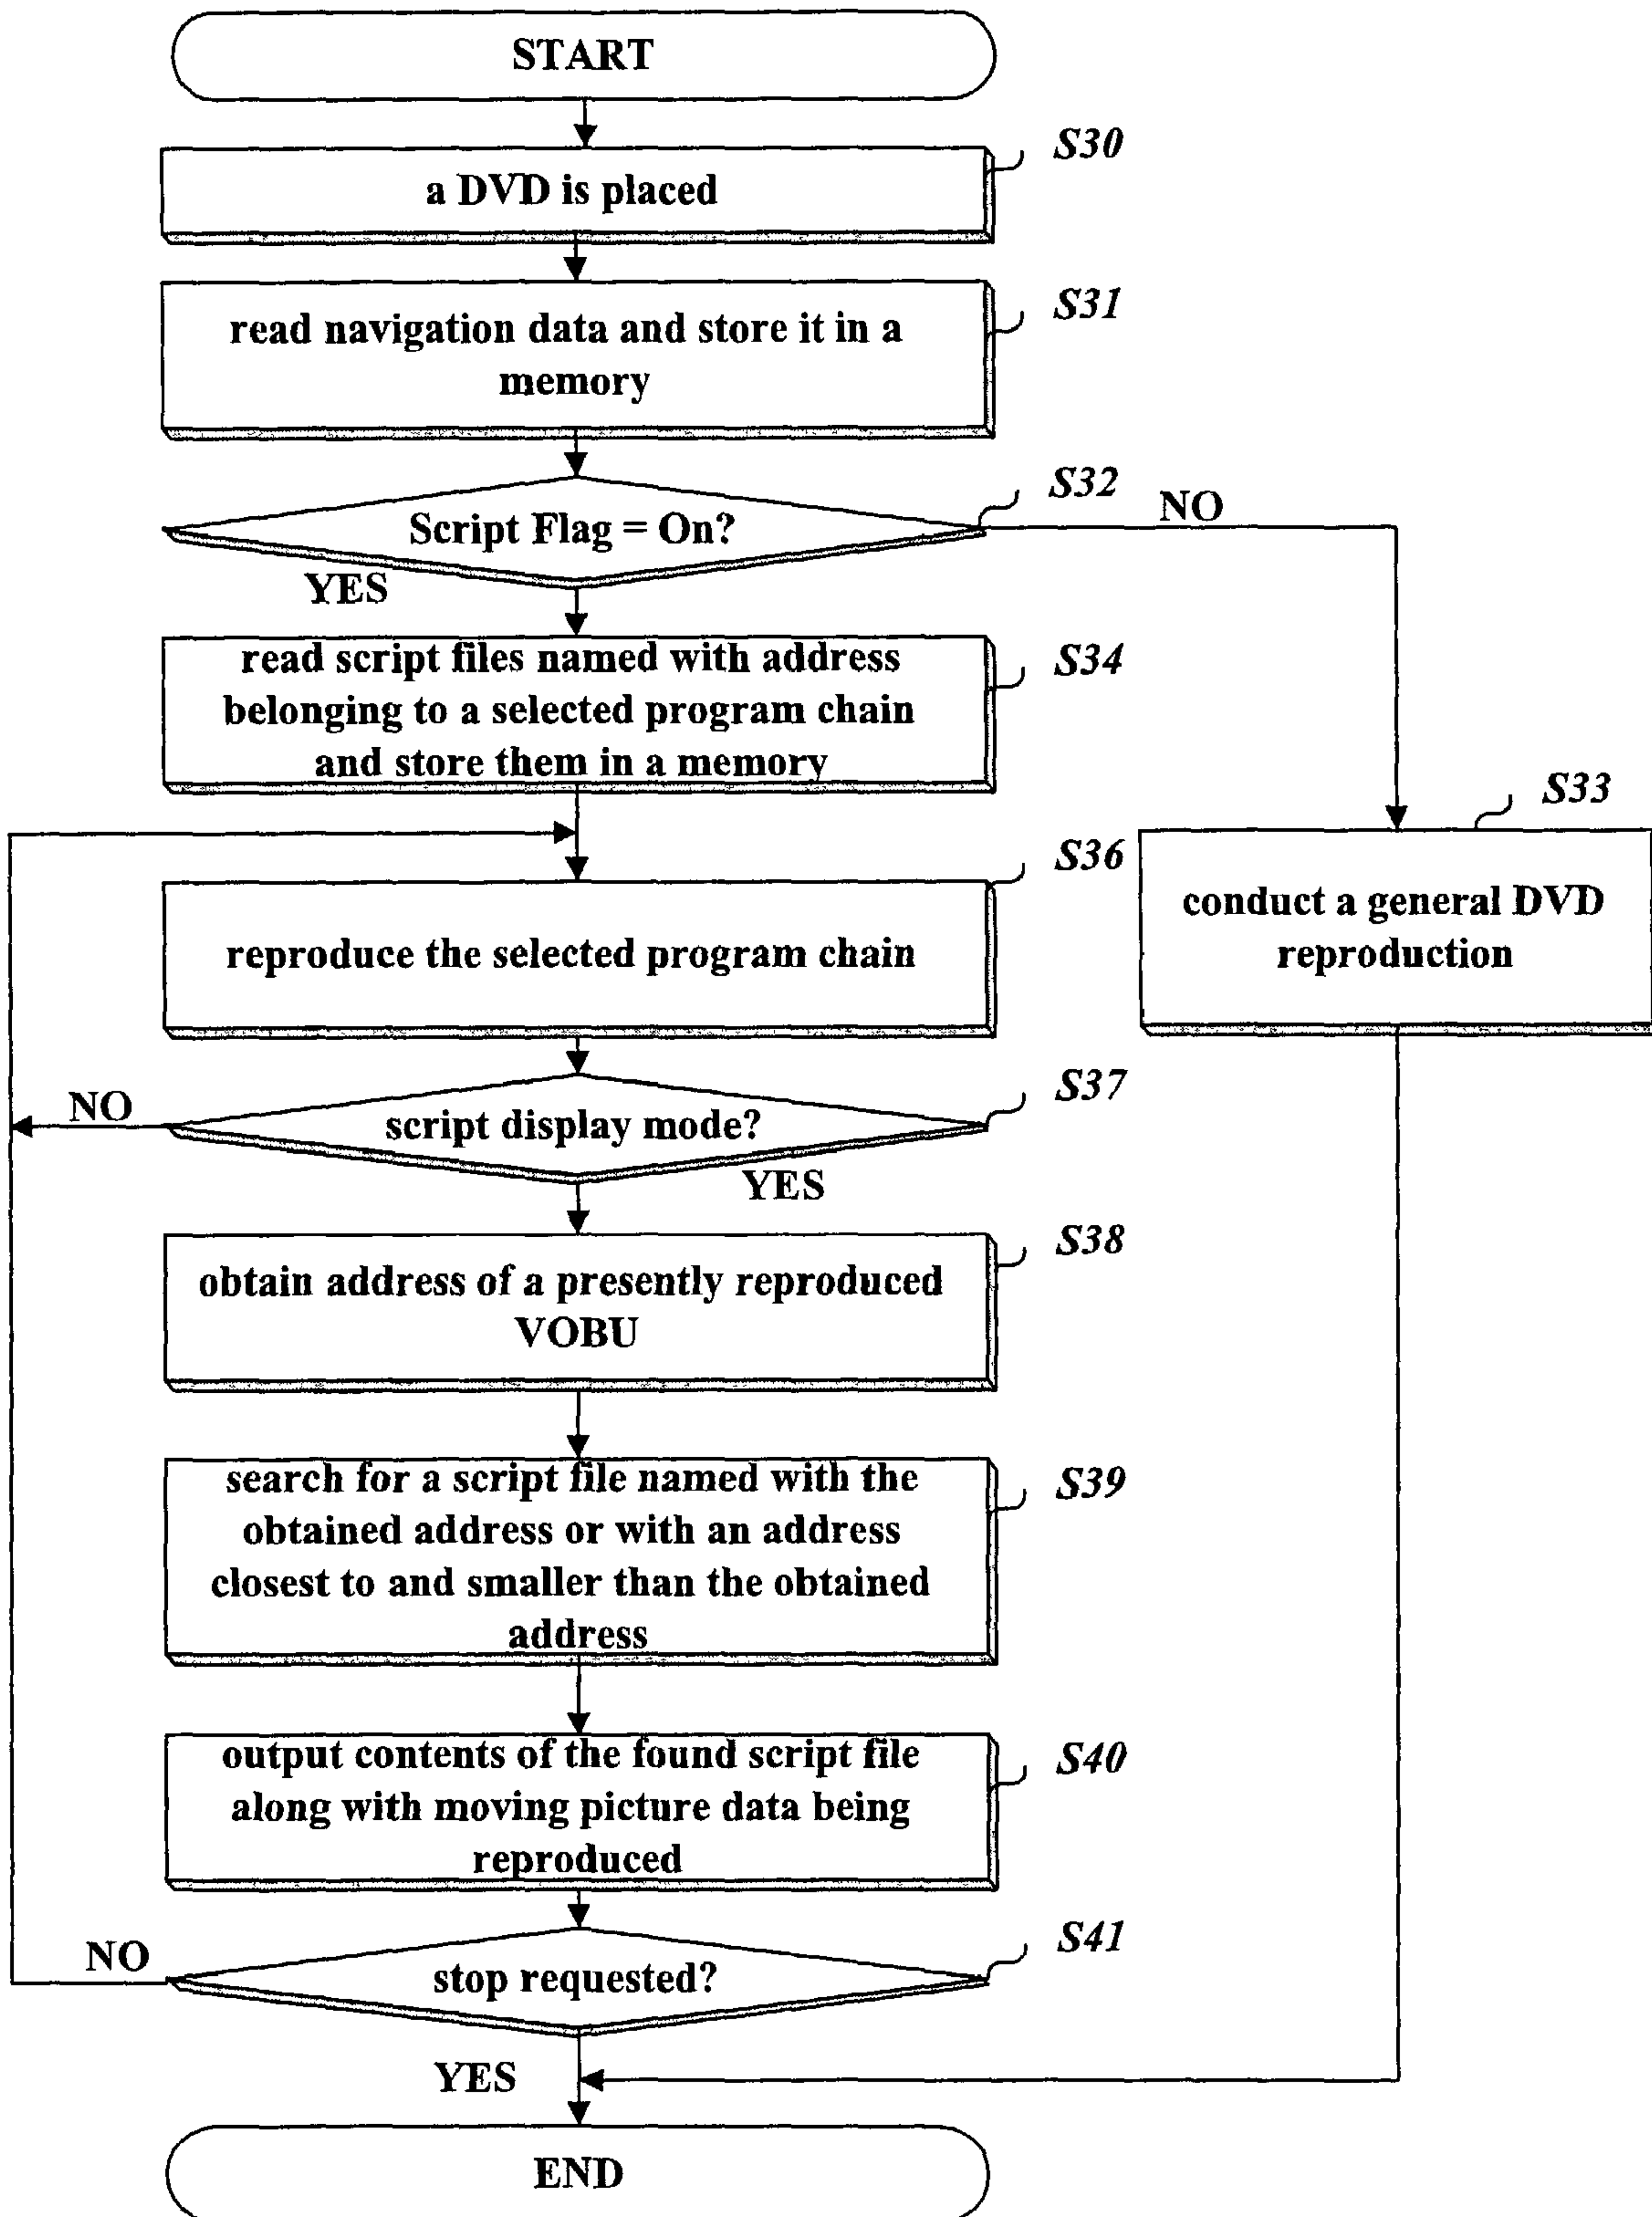 START
S30
a DVD is placed
S31
read navigation data and store it in a
memory
S32
NO
Script Flag = On?
YES
S34
read script files named with address
belonging to a selected program chain
and store them in a memory
S33
conduct a general DVD
reproduction
S36
reproduce the selected program chain
S37
NO
script display mode?
YES
S38
obtain address of a presently reproduced
VOBU
S39
search for a script file named with the
obtained address or with an address
closest to and smaller than the obtained
address
S40
output contents of the found script file
along with moving picture data being
reproduced
S41
NO
stop requested?
YES
END